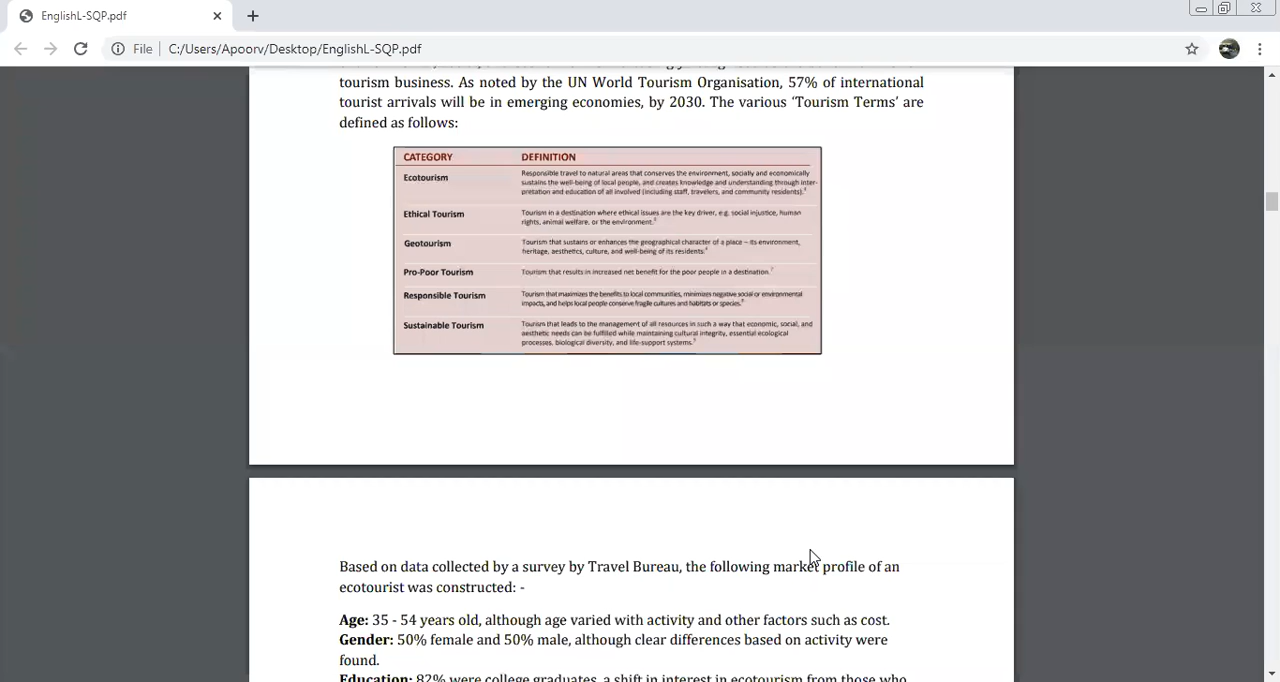 EnglishL-SQP.pdf
File
C:/Users/Apoorv/Desktop/EnglishL-SQP.pdf
tourism business. As noted by the UN World Tourism Organisation, 57% of international
tourist arrivals will be in emerging economies, by 2030. The various ‘Tourism Terms’ are
defined as follows:
CATEGORY DEFINITION
Ecotourism Responsible travel to natural areas that conserves the environment, socially and economically
sustains the well-being of local people, and creates knowledge and understanding through inter-
pretation and education of all involved (including staff, travelers, and community residents).
Ethical Tourism Tourism in a destination where ethical issues are the key driver, e.g. social injustice, human
rights, animal welfare, or the environment.
Geotourism Tourism that sustains or enhances the geographical character of a place – its environment,
heritage, aesthetics, culture, and well-being of its residents.
Pro-Poor Tourism Tourism that results in increased net benefit for the poor people in a destination.
Responsible Tourism Tourism that maximizes the benefits to local communities, minimizes negative social or environmental
impacts, and helps local people conserve fragile cultures and habitats or species.
Sustainable Tourism Tourism that leads to the management of all resources in such a way that economic, social, and
aesthetic needs can be fulfilled while maintaining cultural integrity, essential ecological
processes, biological diversity, and life-support systems.
Based on data collected by a survey by Travel Bureau, the following market profile of an
ecotourist was constructed: -
Age: 35 - 54 years old, although age varied with activity and other factors such as cost.
Gender: 50% female and 50% male, although clear differences based on activity were
found.
Education: 82% were college graduates, a shift in interest in ecotourism from those who